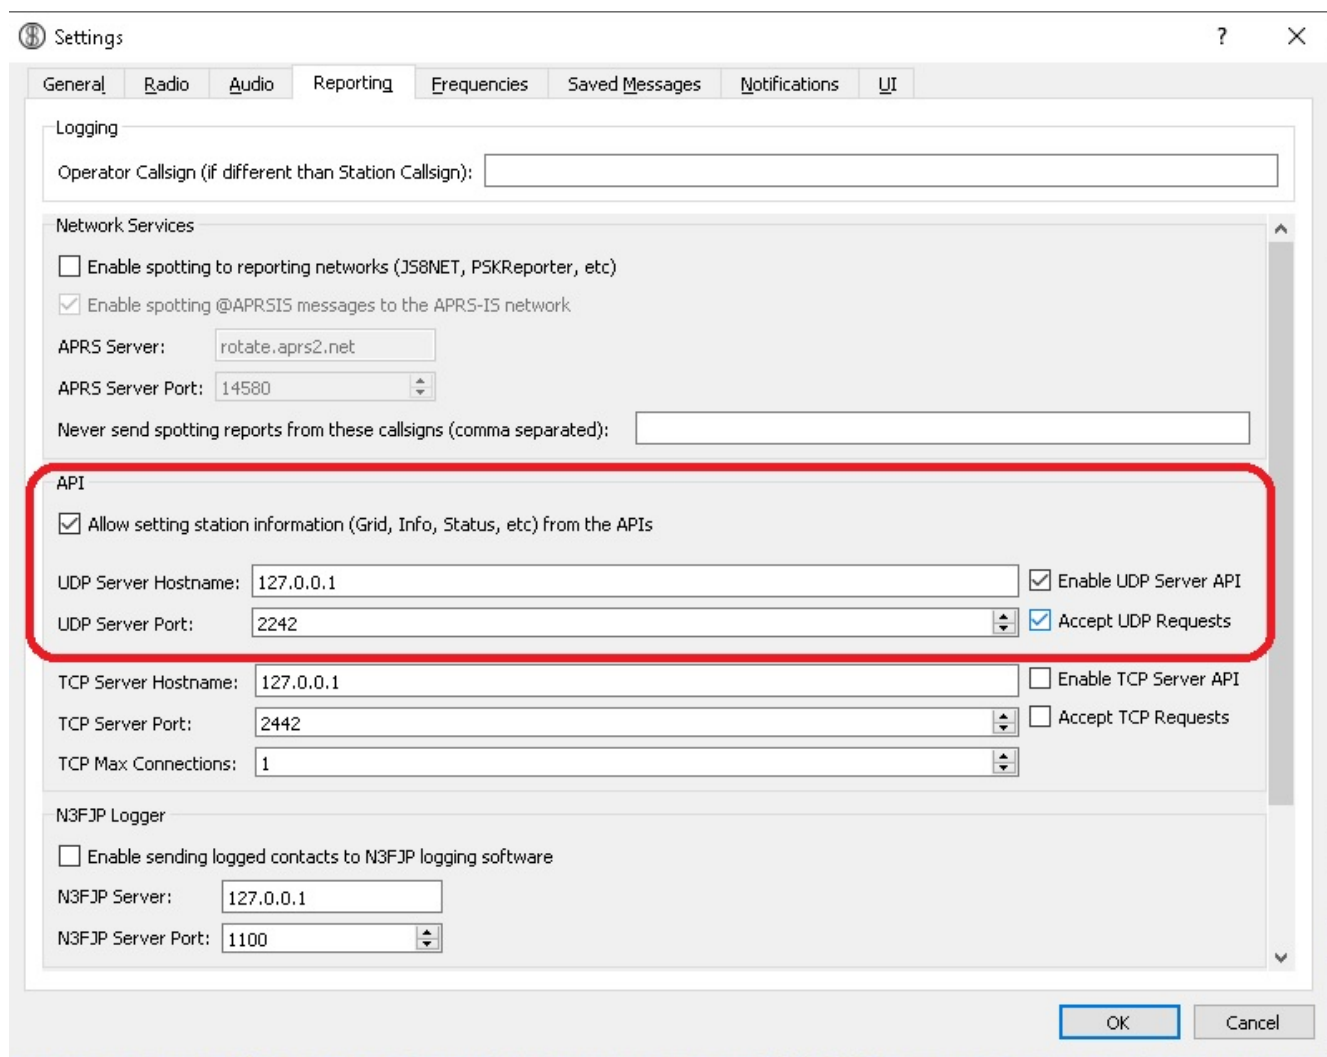 Settings
?
General Radio Audio Reporting Frequencies Saved Messages Notifications UI
Logging
Operator Callsign (if different than Station Callsign):
Network Services
Enable spotting to reporting networks (JS8NET, PSKReporter, etc)
Enable spotting @APRSIS messages to the APRS-IS network
APRS Server: rotate.aprs2.net
APRS Server Port: 14580
Never send spotting reports from these callsigns (comma separated):
API
Allow setting station information (Grid, Info, Status, etc) from the APIs
UDP Server Hostname: 127.0.0.1 Enable UDP Server API
UDP Server Port: 2242 Accept UDP Requests
TCP Server Hostname: 127.0.0.1 Enable TCP Server API
TCP Server Port: 2442 Accept TCP Requests
TCP Max Connections: 1
N3FJP Logger
Enable sending logged contacts to N3FJP logging software
N3FJP Server: 127.0.0.1
N3FJP Server Port: 1100
OK Cancel